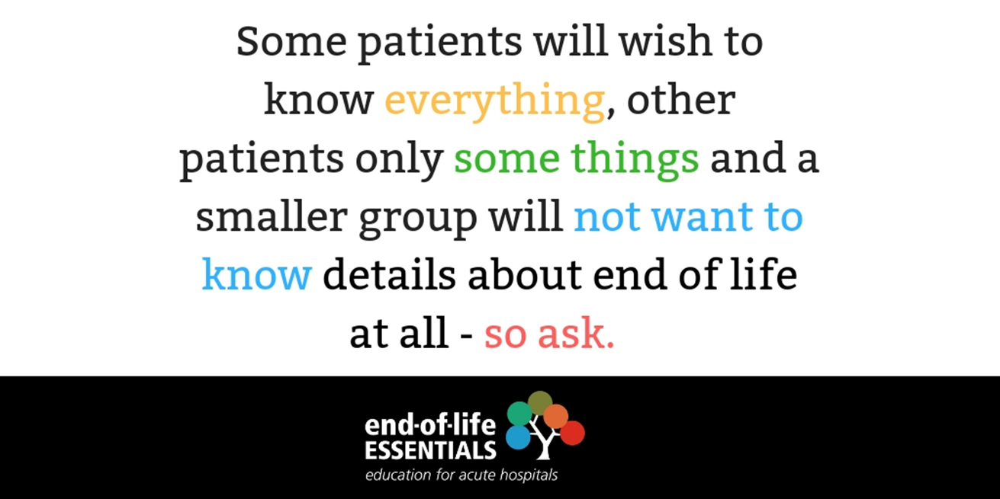 Some patients will wish to
know everything, other
patients only some things and a
smaller group will not want to
know details about end of life
at all - so ask.
end-of-life
ESSENTIALS
education for acute hospitals